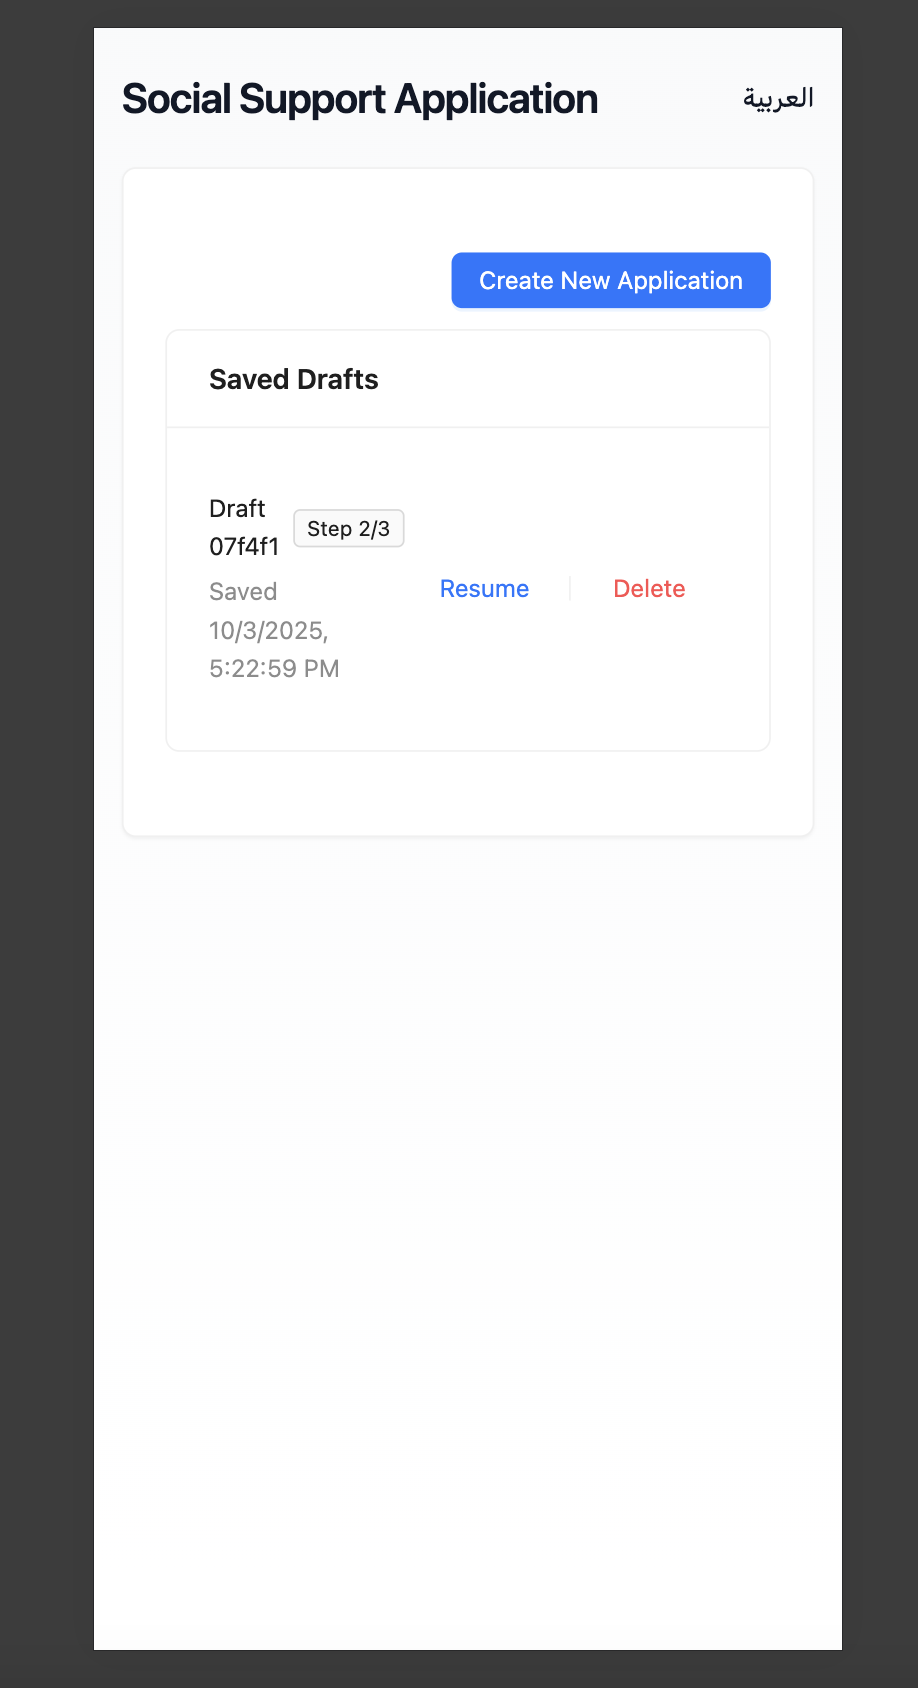 Social Support Application
العربية
Create New Application
Saved Drafts
Draft
07f4f1
Step 2/3
Saved
10/3/2025,
5:22:59 PM
Resume
Delete